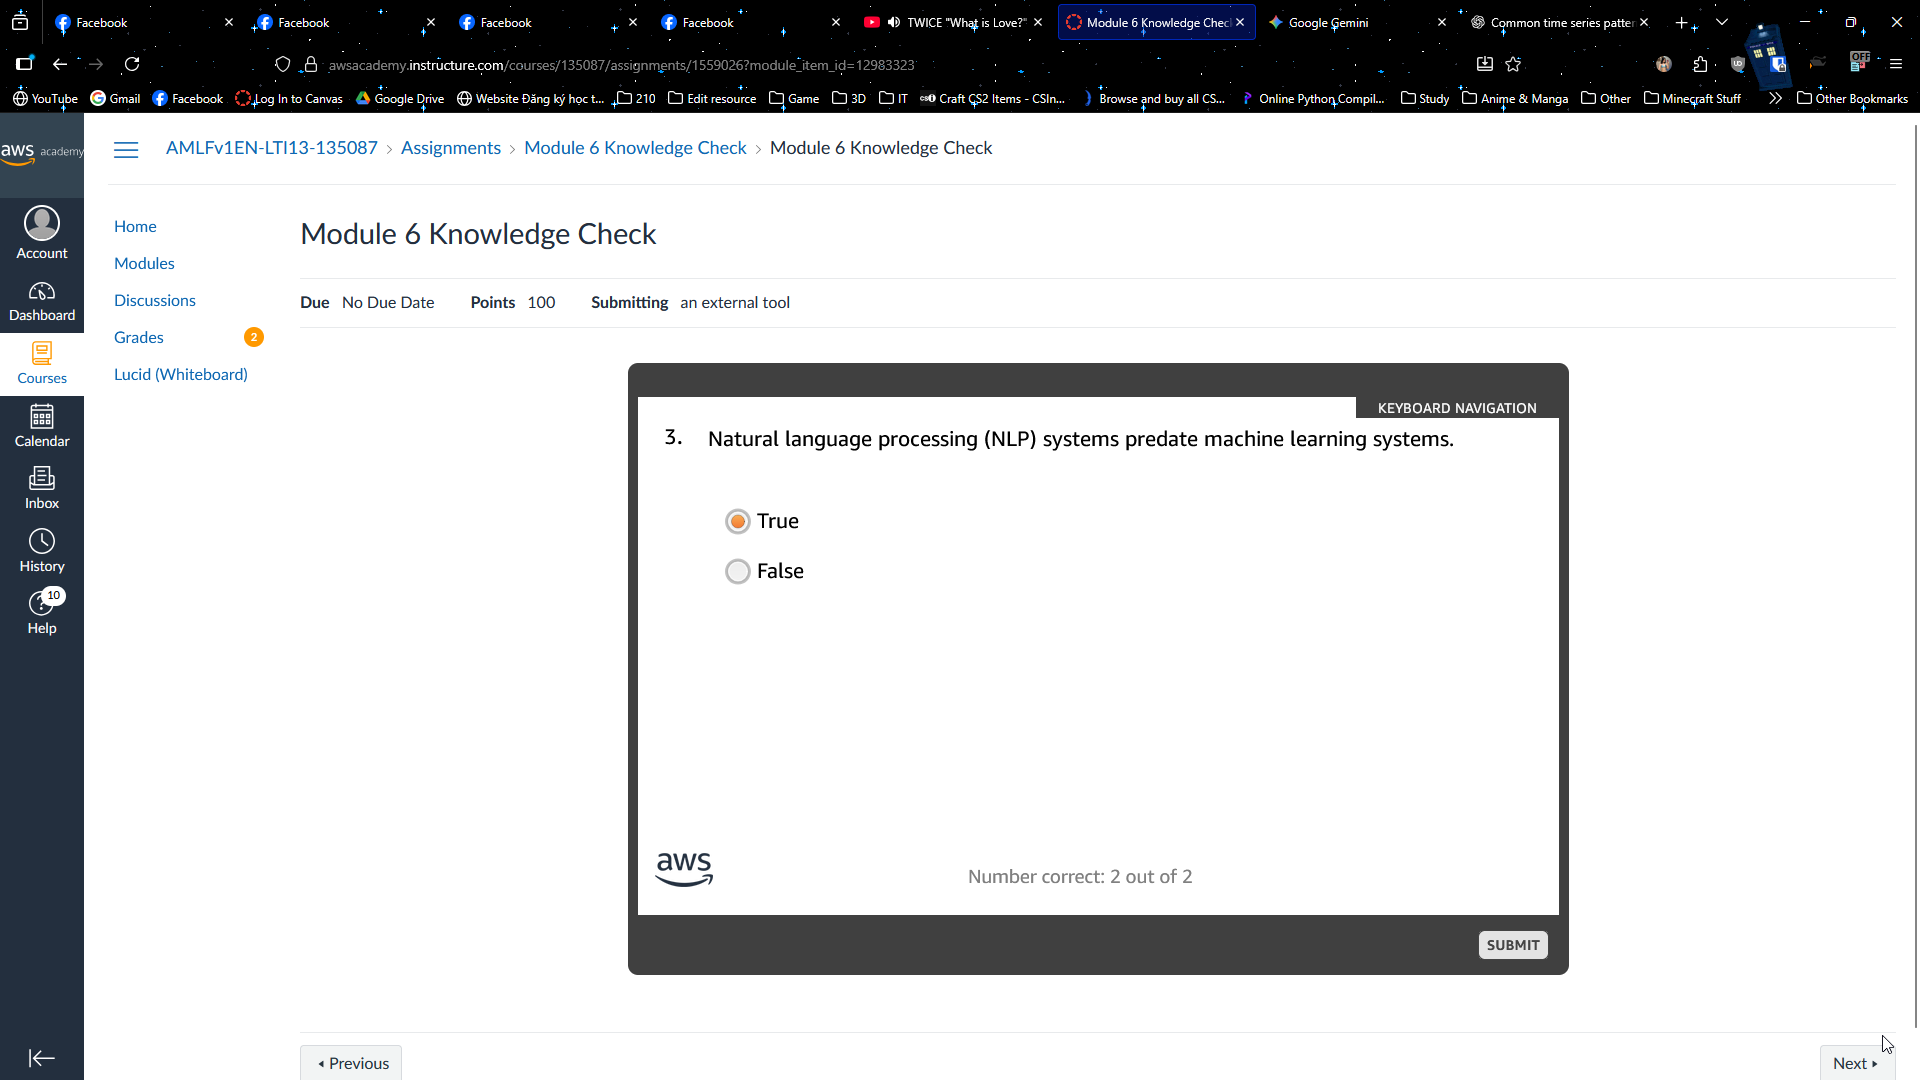 Facebook
Facebook
Facebook
Facebook
TWICE "What is Love?"
Module 6 Knowledge Chec
Google Gemini
Common time series patter
awsacademy.instructure.com/courses/135087/assignments/1559026?module_item_id=12983323
OFF
YouTube
Gmail
Facebook
Log In to Canvas
Google Drive
Website Đăng ký học t...
210
Edit resource
Game
3D
IT
Craft CS2 Items - CSIn...
Browse and buy all CS...
Online Python Compil...
Study
Anime & Manga
Other
Minecraft Stuff
Other Bookmarks
aws academy
AMLFv1EN-LTI13-135087 › Assignments › Module 6 Knowledge Check › Module 6 Knowledge Check
Account
Dashboard
Courses
Calendar
Inbox
History
10
Help
Home
Modules
Discussions
Grades 2
Lucid (Whiteboard)
Module 6 Knowledge Check
Due No Due Date Points 100 Submitting an external tool
KEYBOARD NAVIGATION
3. Natural language processing (NLP) systems predate machine learning systems.
True
False
aws
Number correct: 2 out of 2
SUBMIT
Previous
Next